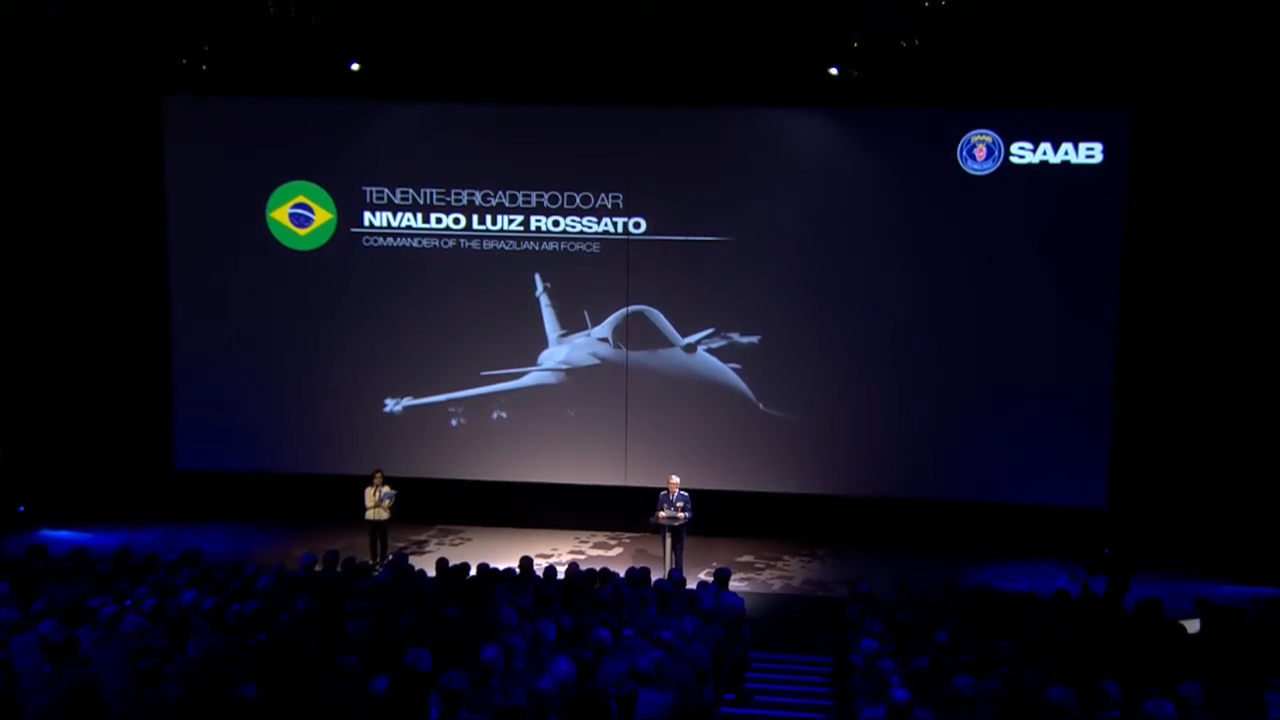 SAAB
TENENTE-BRIGADEIRO DO AR
NIVALDO LUIZ ROSSATO
COMMANDER OF THE BRAZILIAN AIR FORCE